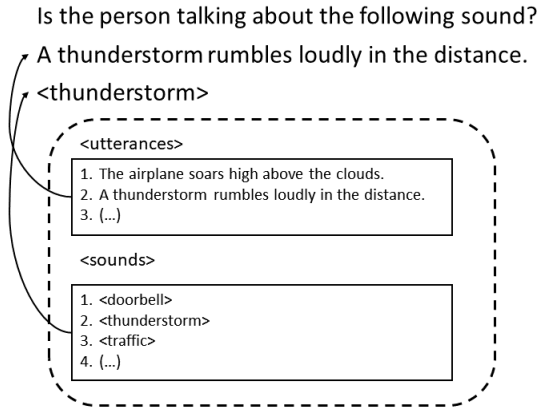 Is the person talking about the following sound?
A thunderstorm rumbles loudly in the distance.
<thunderstorm>
<utterances>
1. The airplane soars high above the clouds.
2. A thunderstorm rumbles loudly in the distance.
3. (...)
<sounds>
1. <doorbell>
2. <thunderstorm>
3. <traffic>
4. (...)